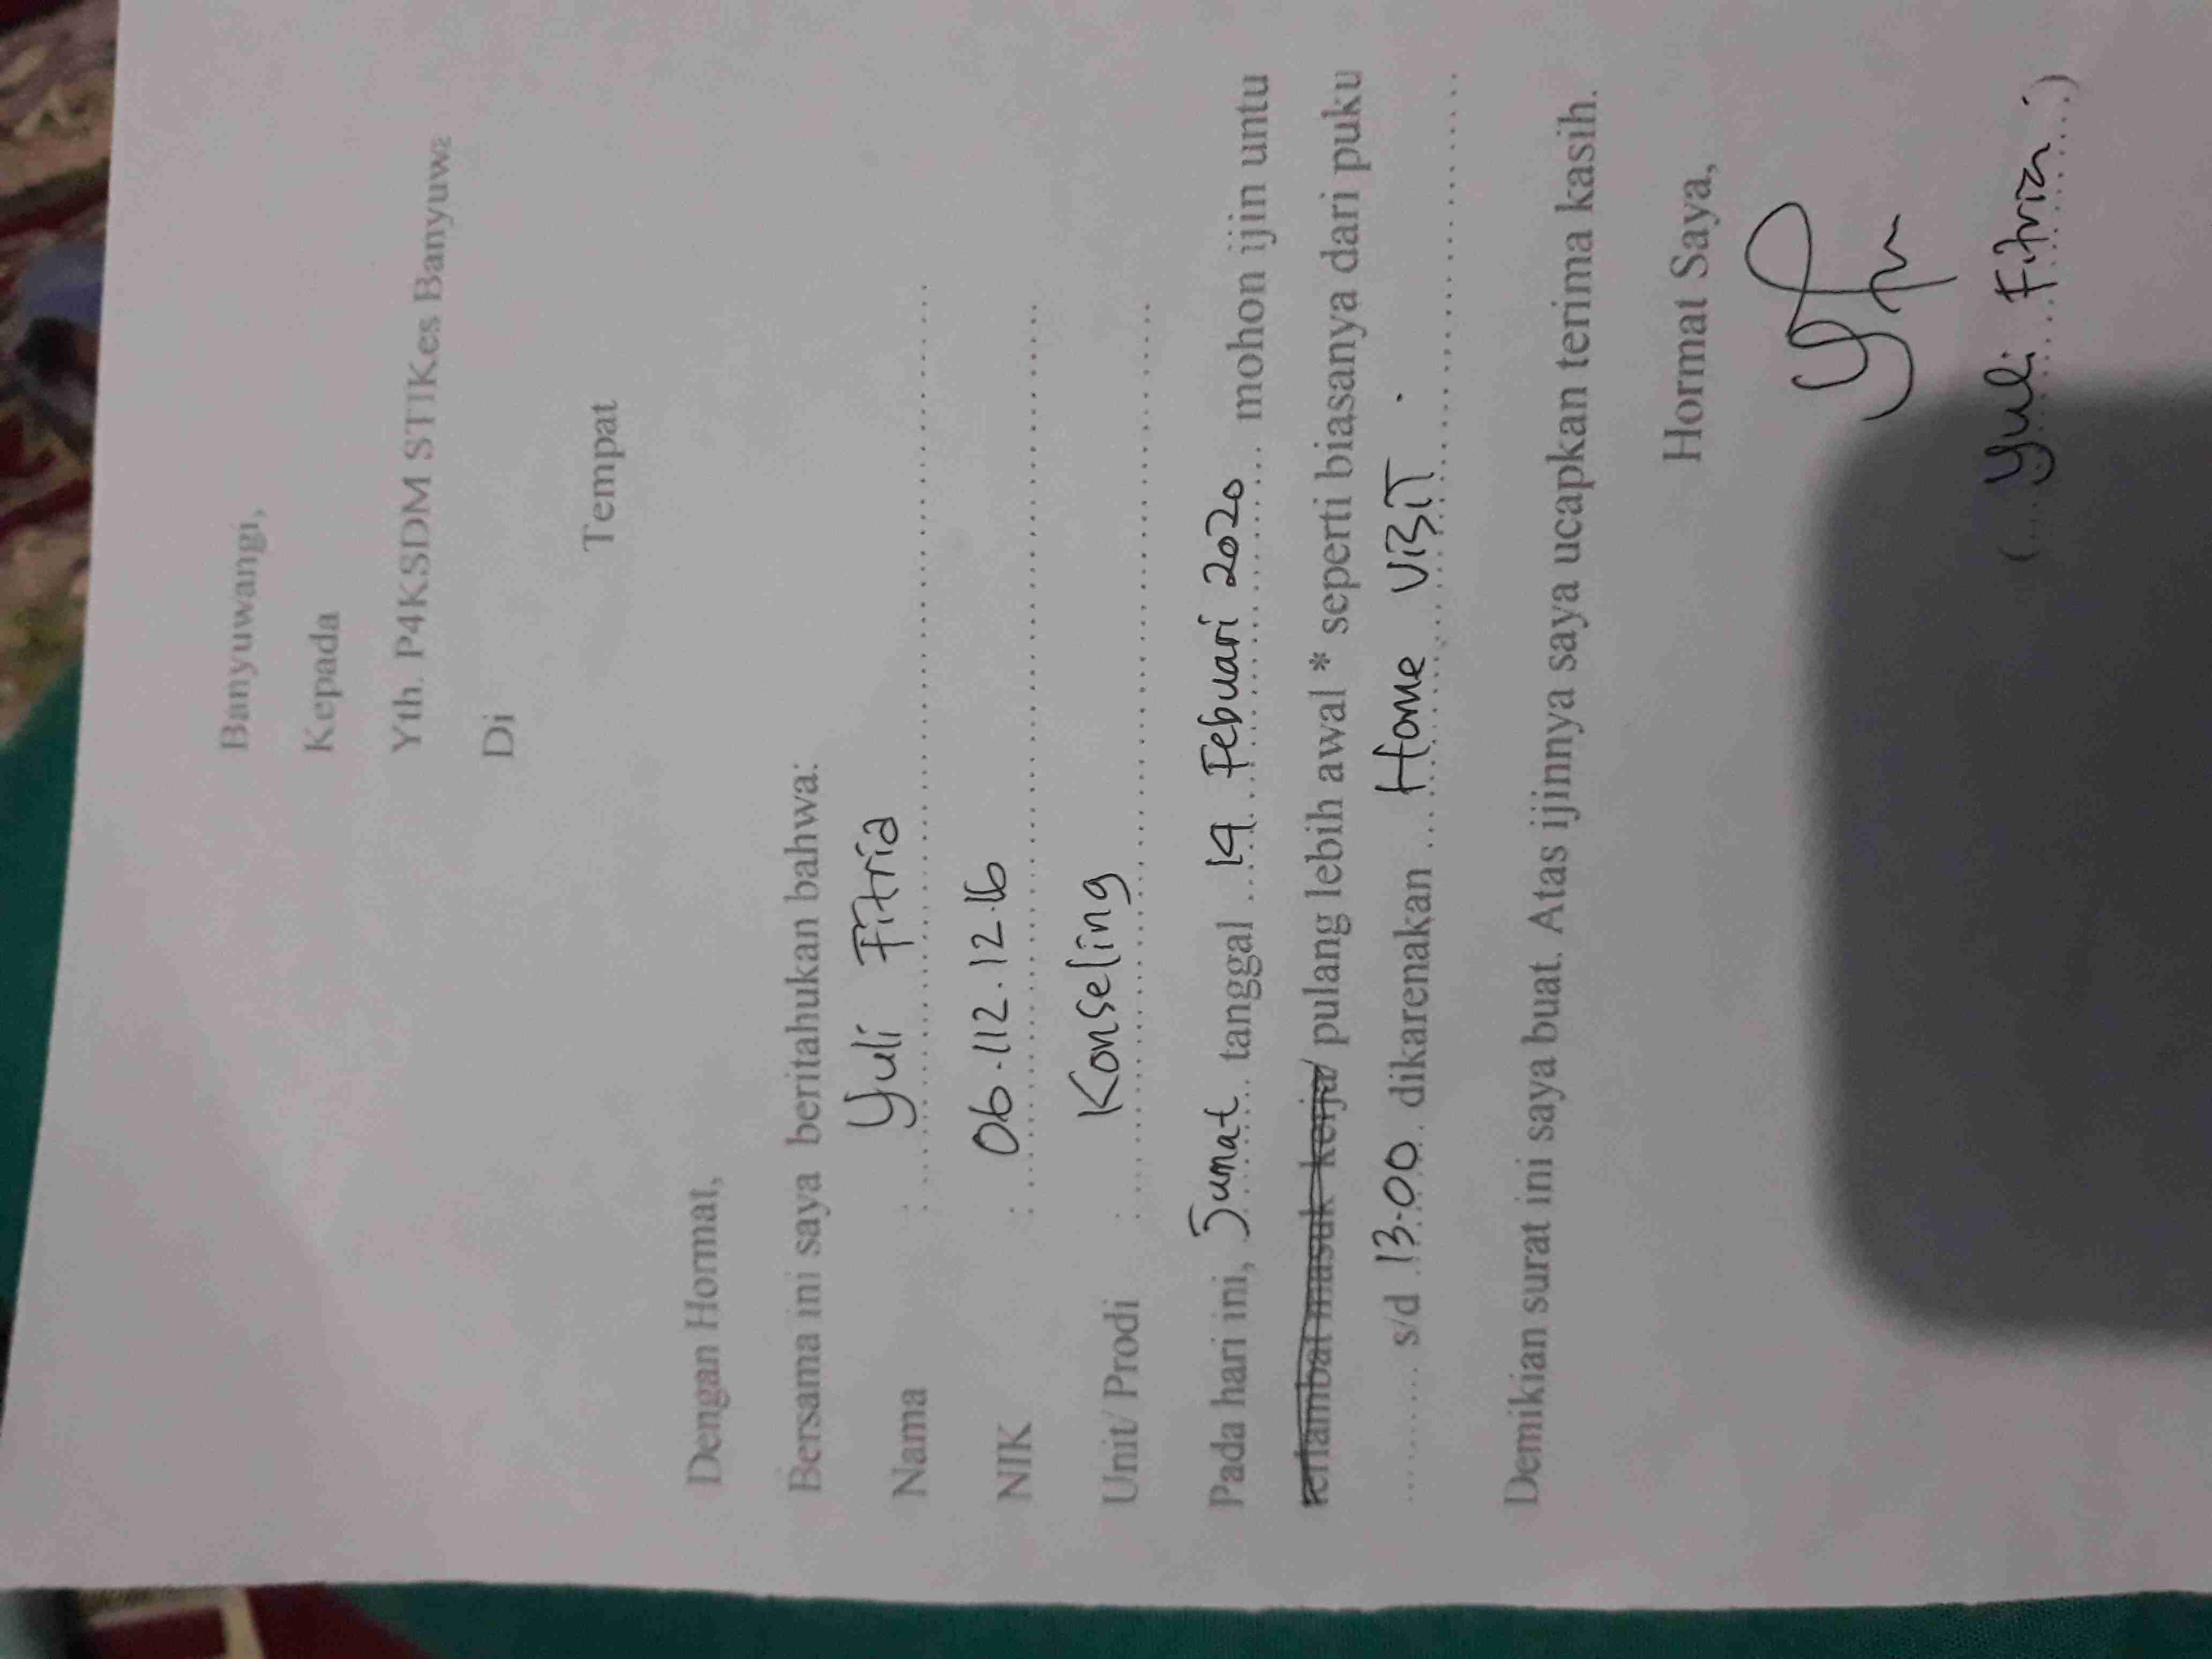 Banyuwangi,
Kepada
Yth. P4KSDM STIKes Banyuwa
Di
Tempat
Dengan Hormat,
Bersama ini saya beritahukan bahwa:
Nama : Yuli Fitria
NIK : 06.112.12.16
Unit/ Prodi : Konseling
Pada hari ini, Jumat tanggal 14 Febuari 2020 mohon ijin untu
terlambat masuk kerja/ pulang lebih awal * seperti biasanya dari puku
.......... s/d 13.00 dikarenakan Home VISIT .
Demikian surat ini saya buat. Atas ijinnya saya ucapkan terima kasih.
Hormat Saya,
(Yuli Fitria)